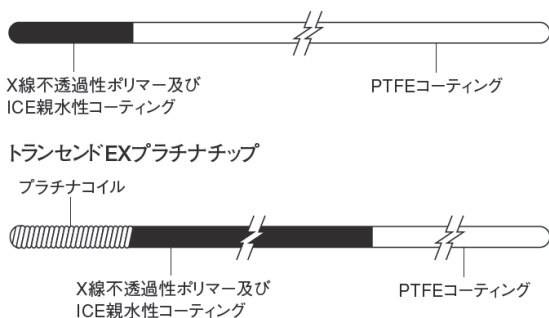 X線不透過性ポリマー及び
ICE親水性コーティング
PTFEコーティング
トランセンドEXプラチナチップ
プラチナコイル
X線不透過性ポリマー及び
ICE親水性コーティング
PTFEコーティング